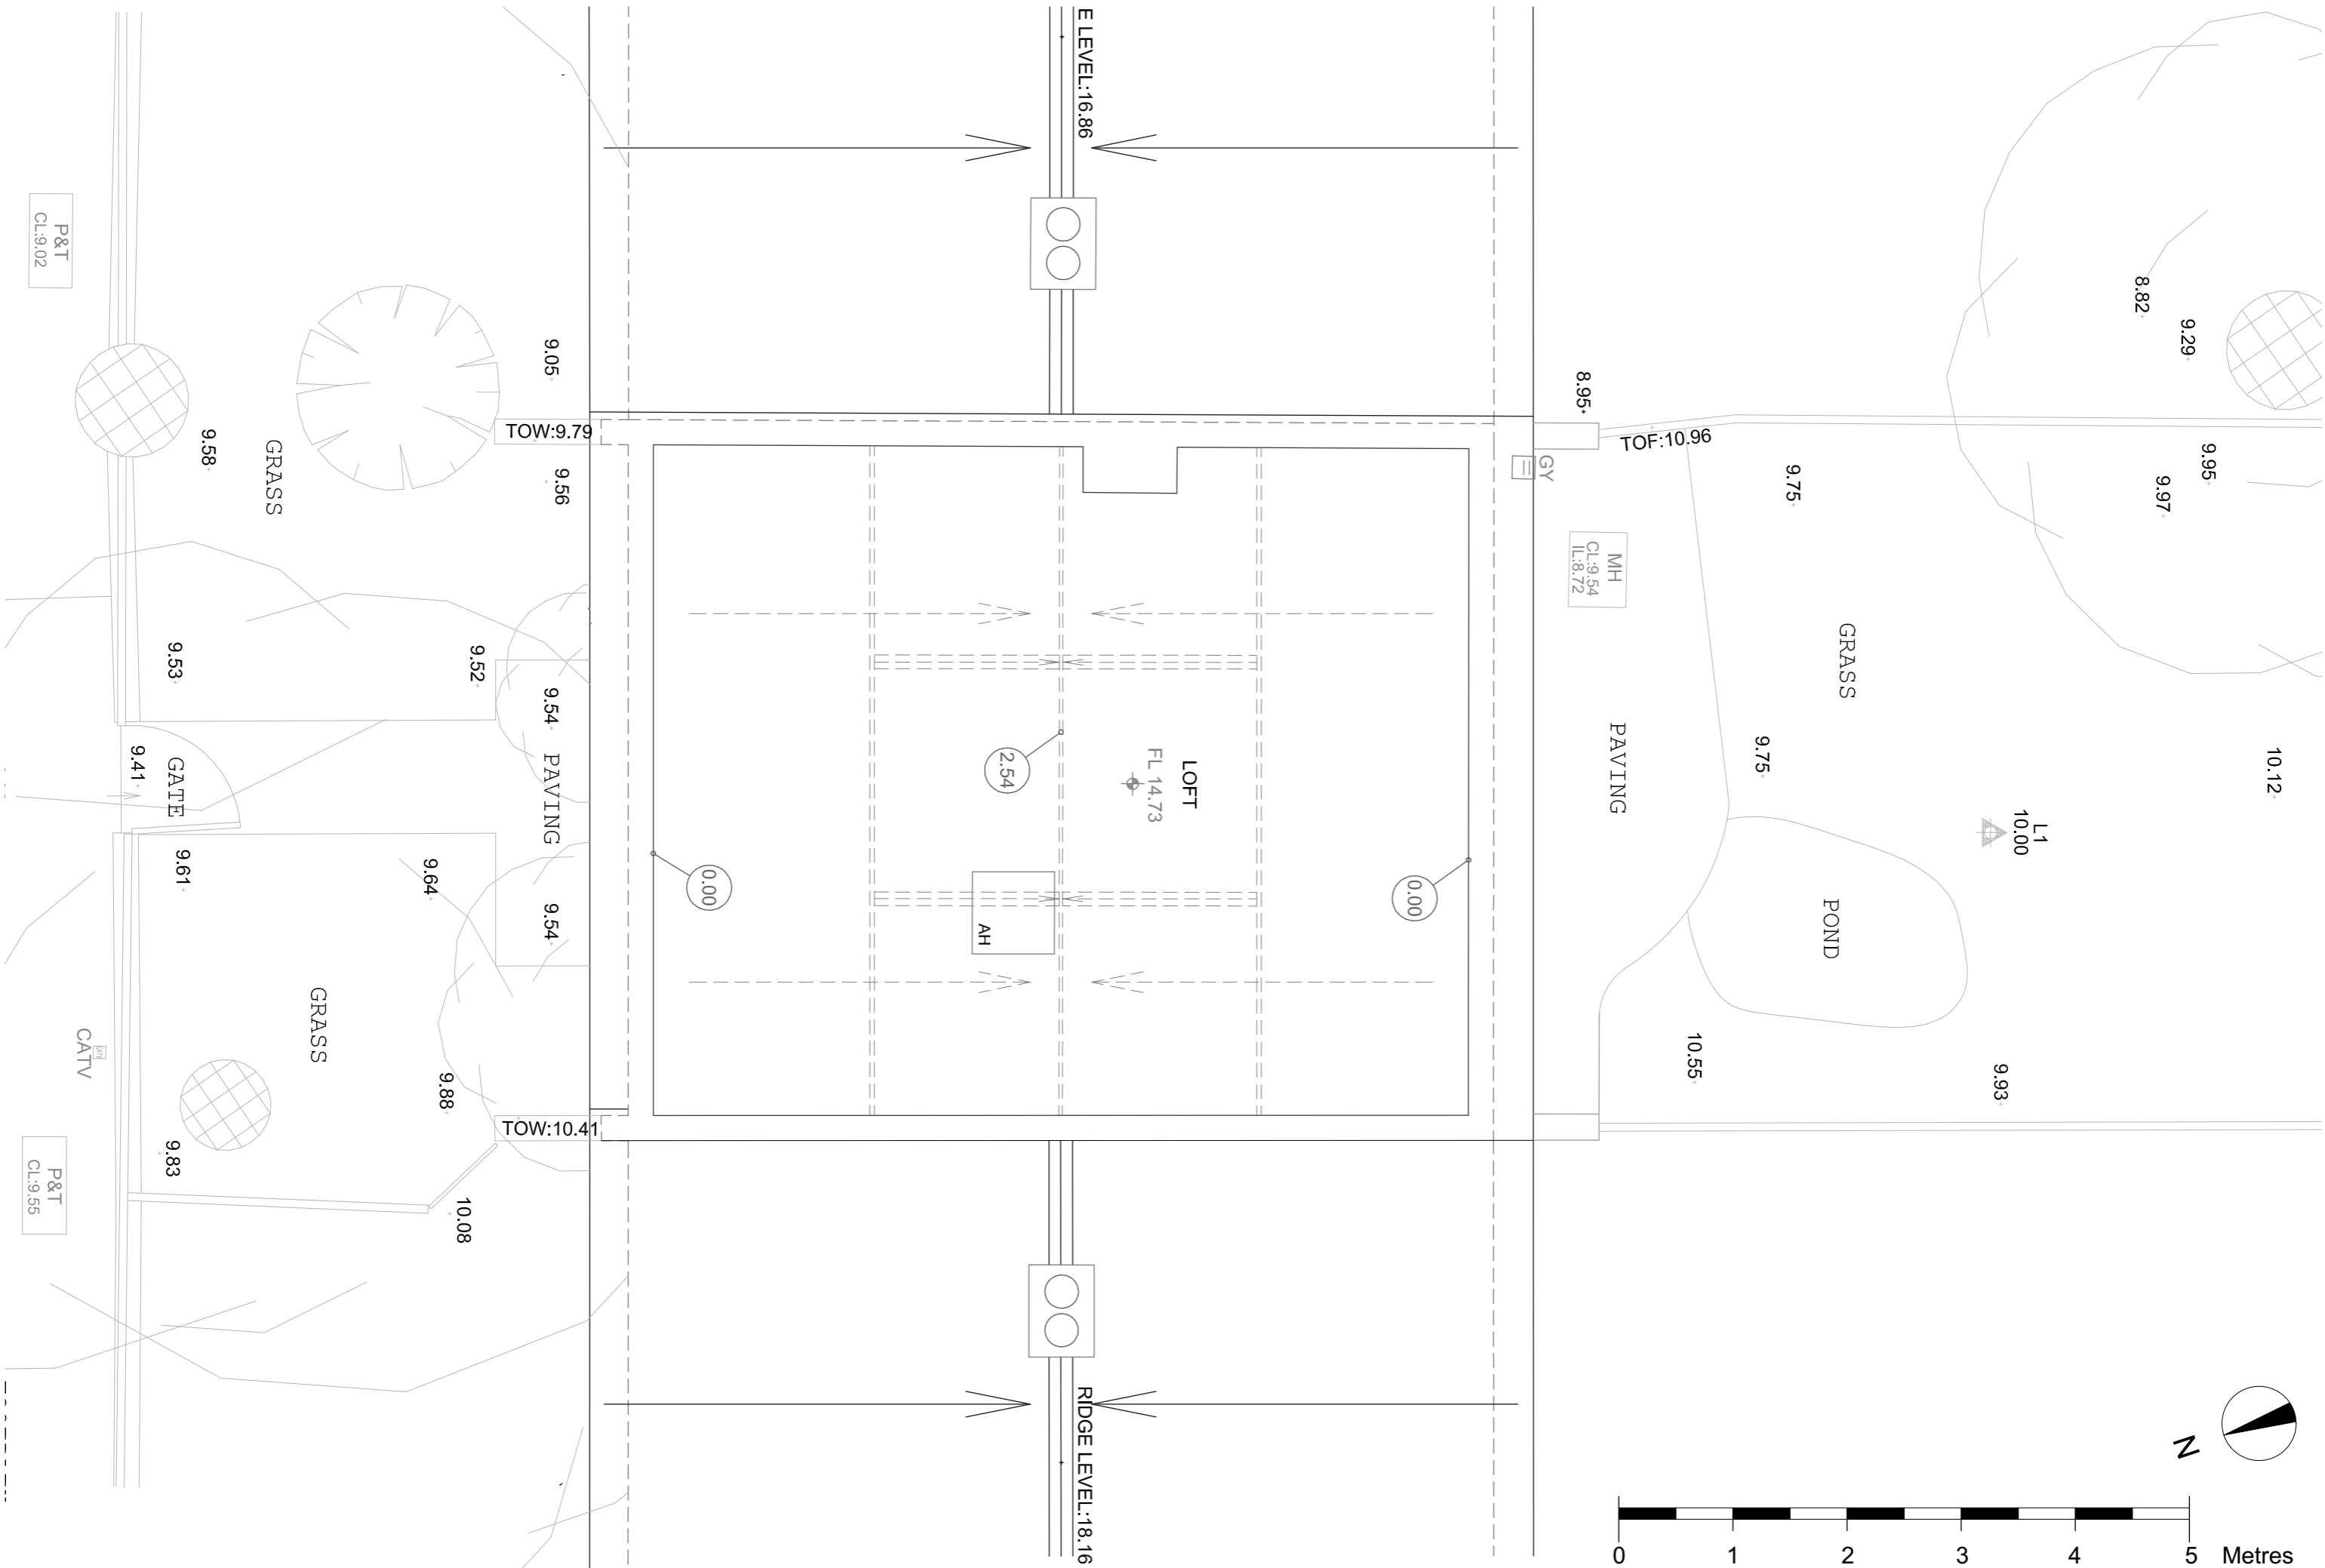 E LEVEL:16.86
P&T
CL:9.02
8.82
9.29
9.05
8.95
TOW:9.79
TOF:10.96
9.58
GRASS
9.56
GY
9.75
9.95
9.97
MH
CL:9.54
IL:8.72
GRASS
9.53
9.52
9.54
PAVING
GATE
9.41
2.54
LOFT
FL 14.73
PAVING
9.75
10.12
L1
10.00
9.61
9.64
9.54
0.00
0.00
AH
POND
GRASS
CATV
9.88
10.55
9.93
TOW:10.41
9.83
P&T
CL:9.55
10.08
RIDGE LEVEL:18.16
N
0 1 2 3 4 5 Metres